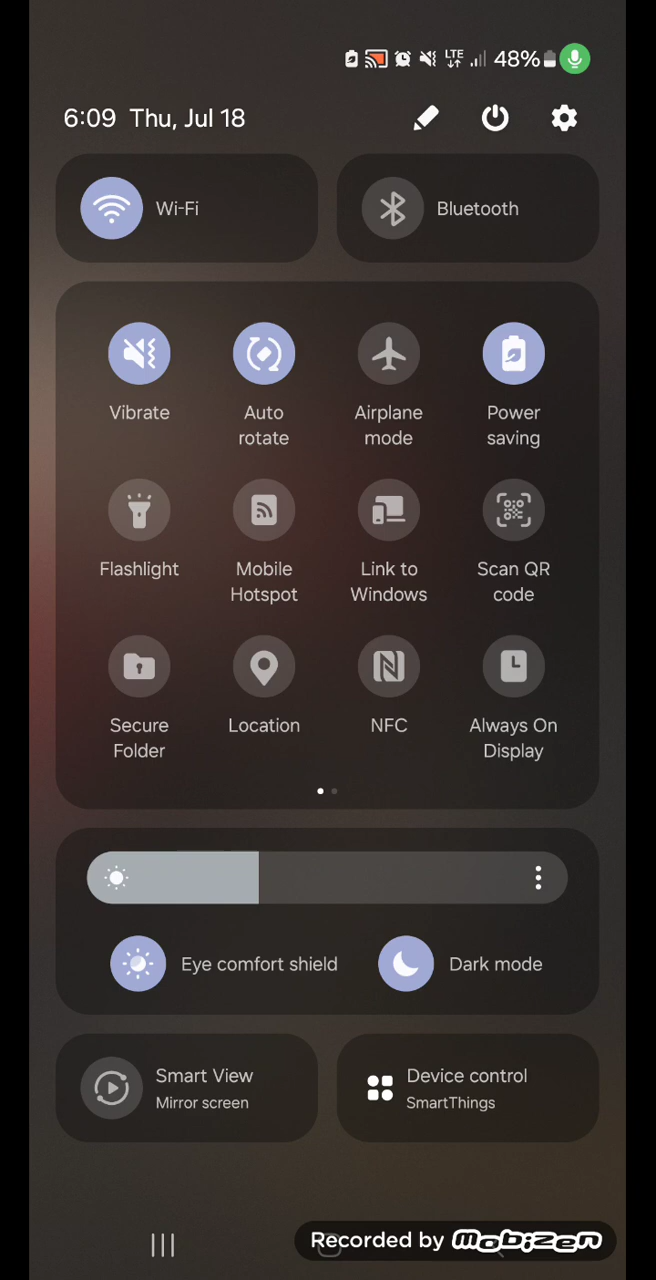 LTE 48%
6:09 Thu, Jul 18
Wi-Fi Bluetooth
Vibrate Auto rotate Airplane mode Power saving
Flashlight Mobile Hotspot Link to Windows Scan QR code
Secure Folder Location NFC Always On Display
Eye comfort shield Dark mode
Smart View Device control
Mirror screen SmartThings
Recorded by mobizen